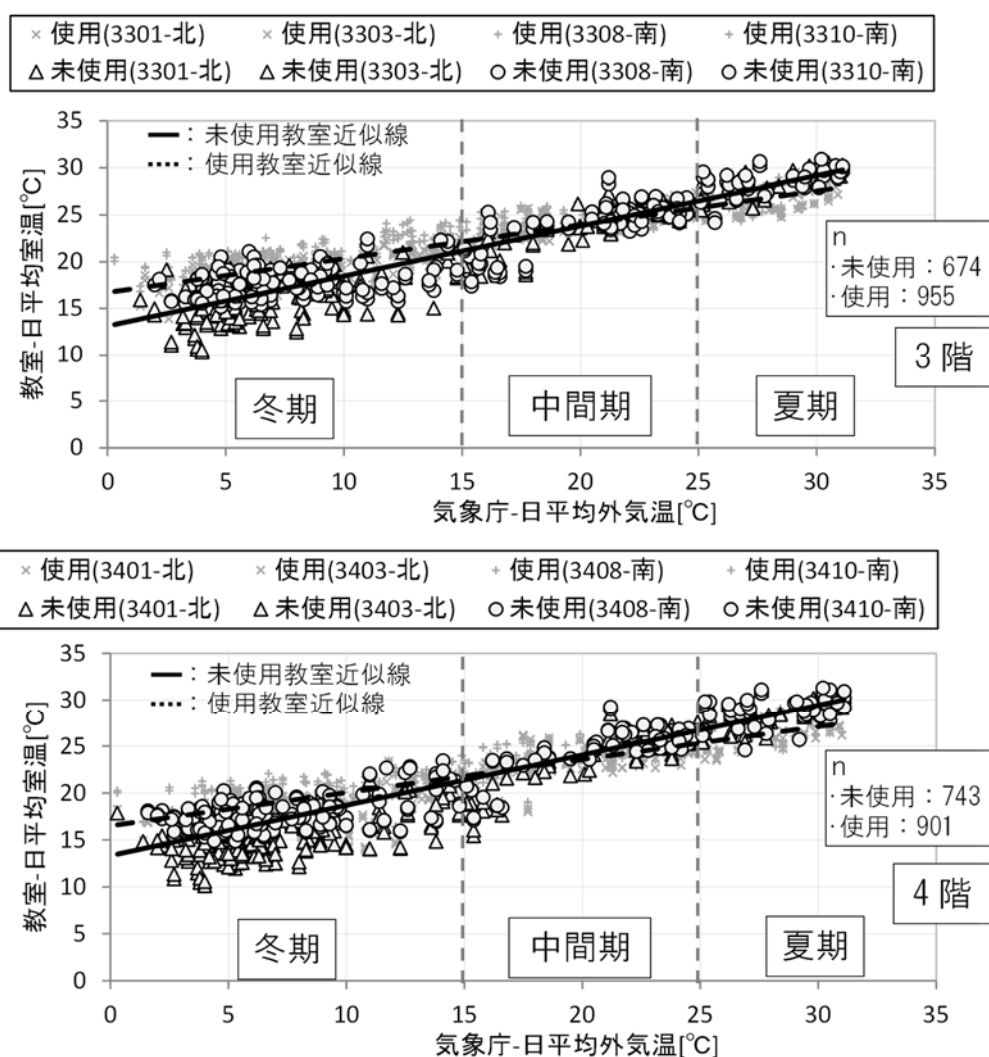 × 使用(3301-北) × 使用(3303-北) + 使用(3308-南) + 使用(3310-南)
△ 未使用(3301-北) △ 未使用(3303-北) ○ 未使用(3308-南) ○ 未使用(3310-南)
教室-日平均室温[℃]
35
30
25
20
15
10
5
0
━：未使用教室近似線
┅：使用教室近似線
n
・未使用：674
・使用：955
3 階
冬期
中間期
夏期
0 5 10 15 20 25 30 35
気象庁-日平均外気温[℃]
× 使用(3401-北) × 使用(3403-北) + 使用(3408-南) + 使用(3410-南)
△ 未使用(3401-北) △ 未使用(3403-北) ○ 未使用(3408-南) ○ 未使用(3410-南)
教室-日平均室温[℃]
35
30
25
20
15
10
5
0
━：未使用教室近似線
┅：使用教室近似線
n
・未使用：743
・使用：901
4 階
冬期
中間期
夏期
0 5 10 15 20 25 30 35
気象庁-日平均外気温[℃]